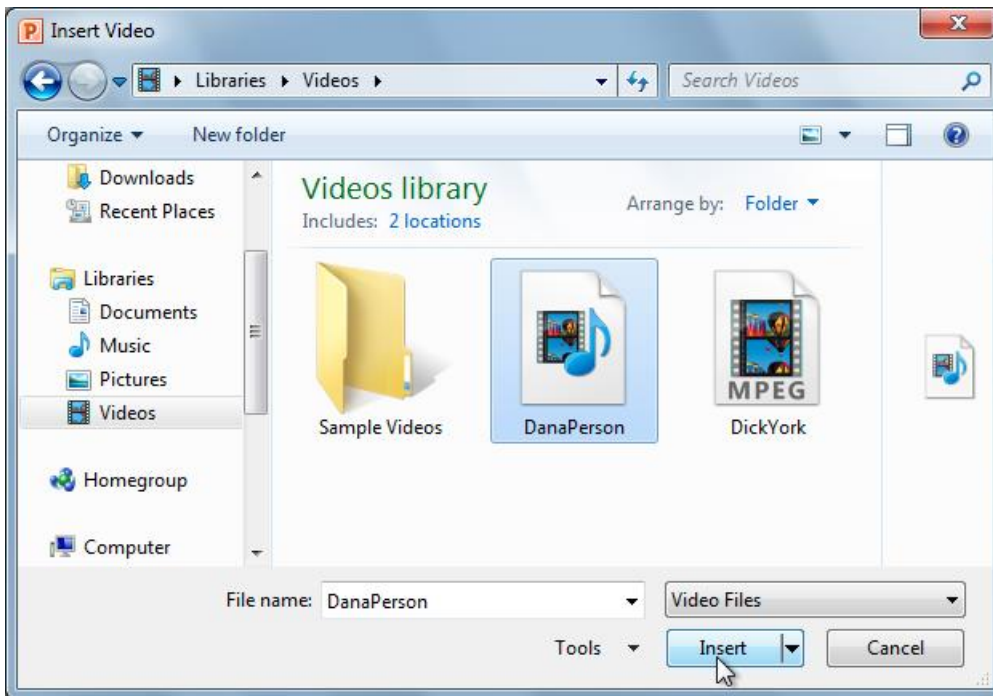 P Insert Video
Libraries Videos
Search Videos
Organize New folder
Downloads
Recent Places
Libraries
Documents
Music
Pictures
Videos
Homegroup
Computer
Videos library
Includes: 2 locations
Arrange by: Folder
Sample Videos
DanaPerson
MPEG
DickYork
File name: DanaPerson
Video Files
Tools
Insert
Cancel